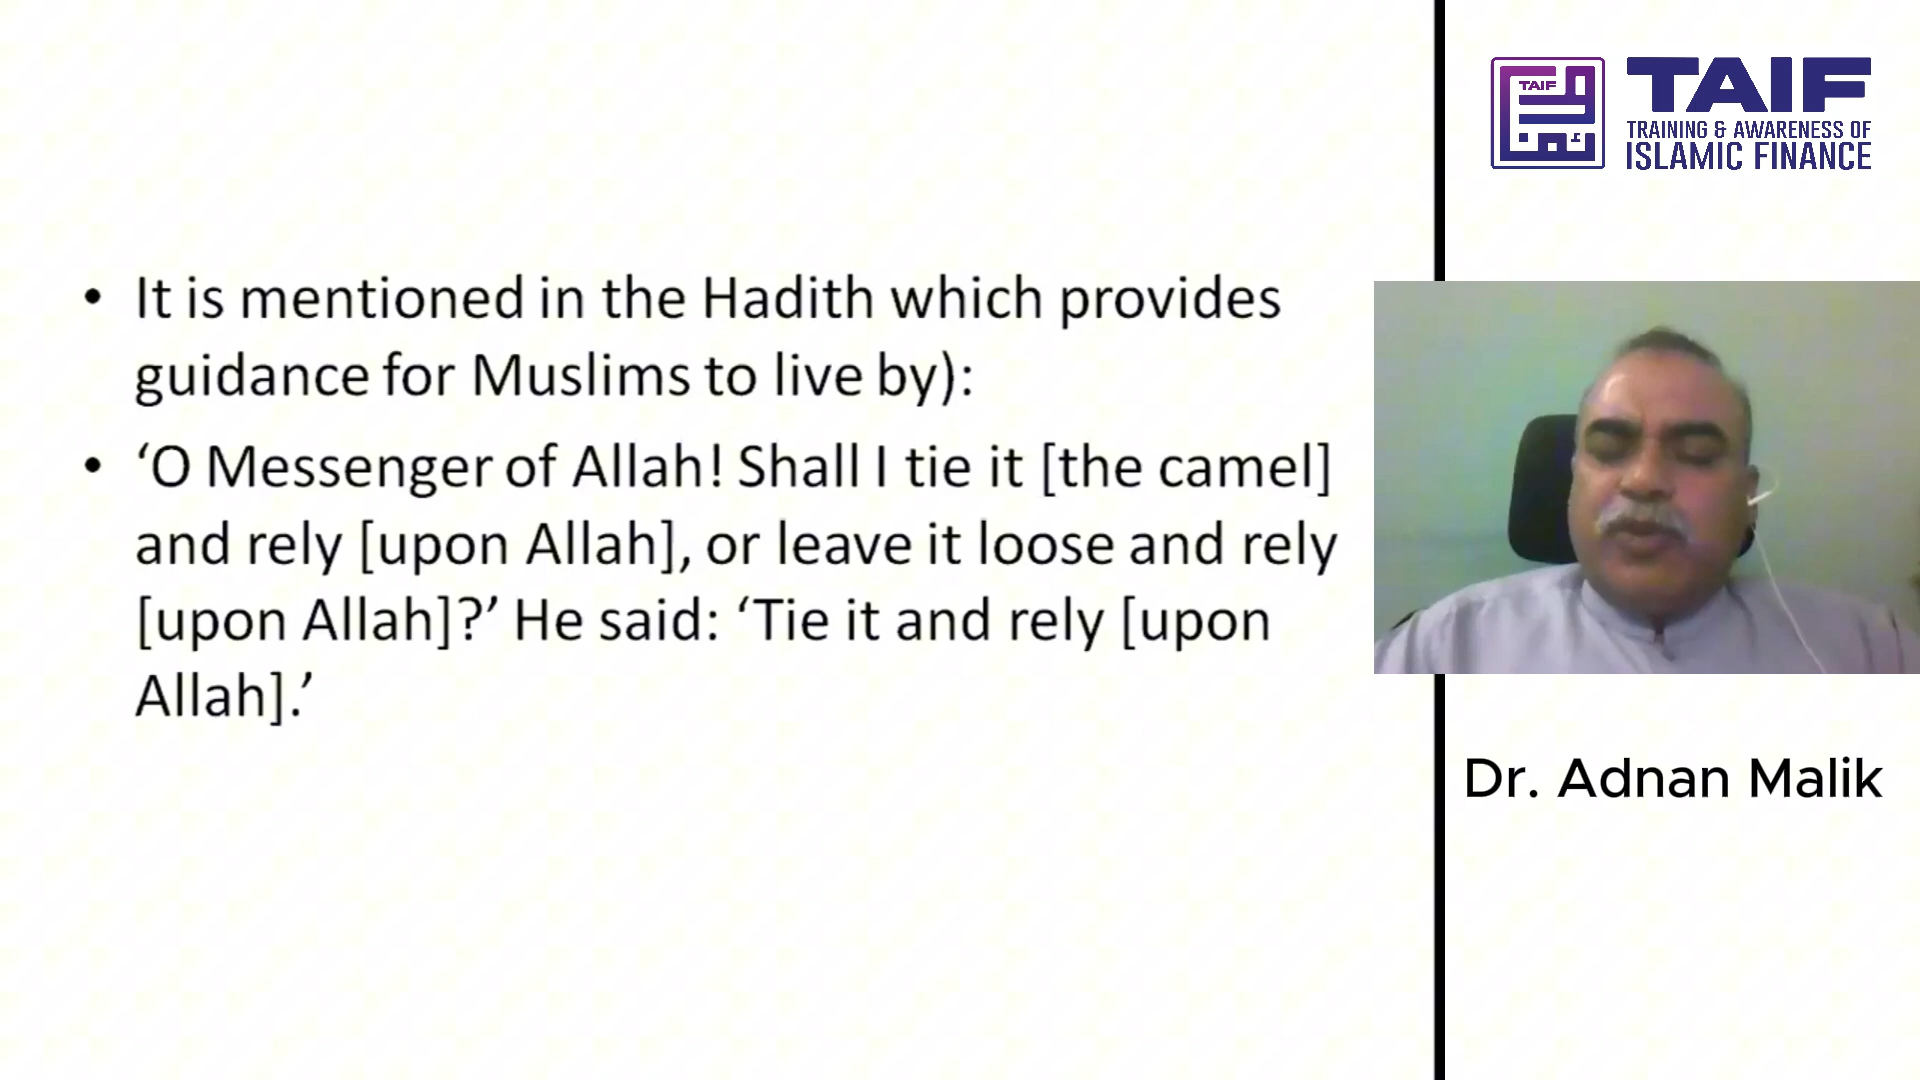 • It is mentioned in the Hadith which provides
guidance for Muslims to live by):
• ‘O Messenger of Allah! Shall I tie it [the camel]
and rely [upon Allah], or leave it loose and rely
[upon Allah]?’ He said: ‘Tie it and rely [upon
Allah].’
TAIF
TAIF
TRAINING & AWARENESS OF
ISLAMIC FINANCE
Dr. Adnan Malik